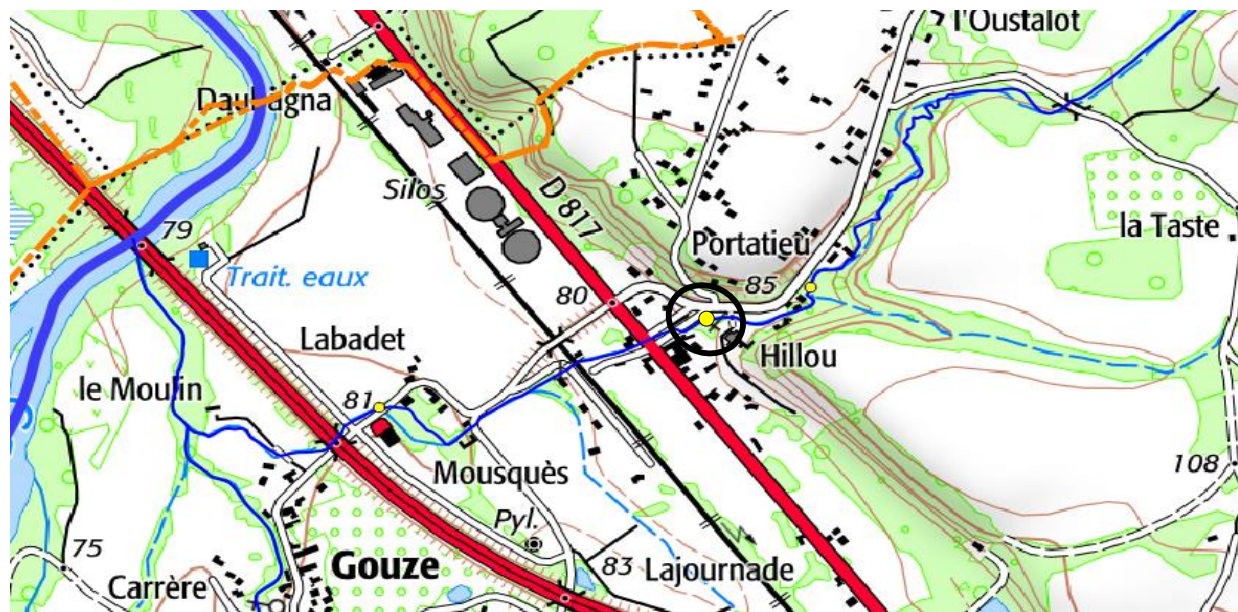 l'Oustalot
Daubagna
Silos
D 817
la Taste
Portatieu
79
Trait. eaux
80
85
Labadet
Hillou
le Moulin
81
Mousquès
108
Pyl.
Gouze
83
Lajournade
75
Carrère